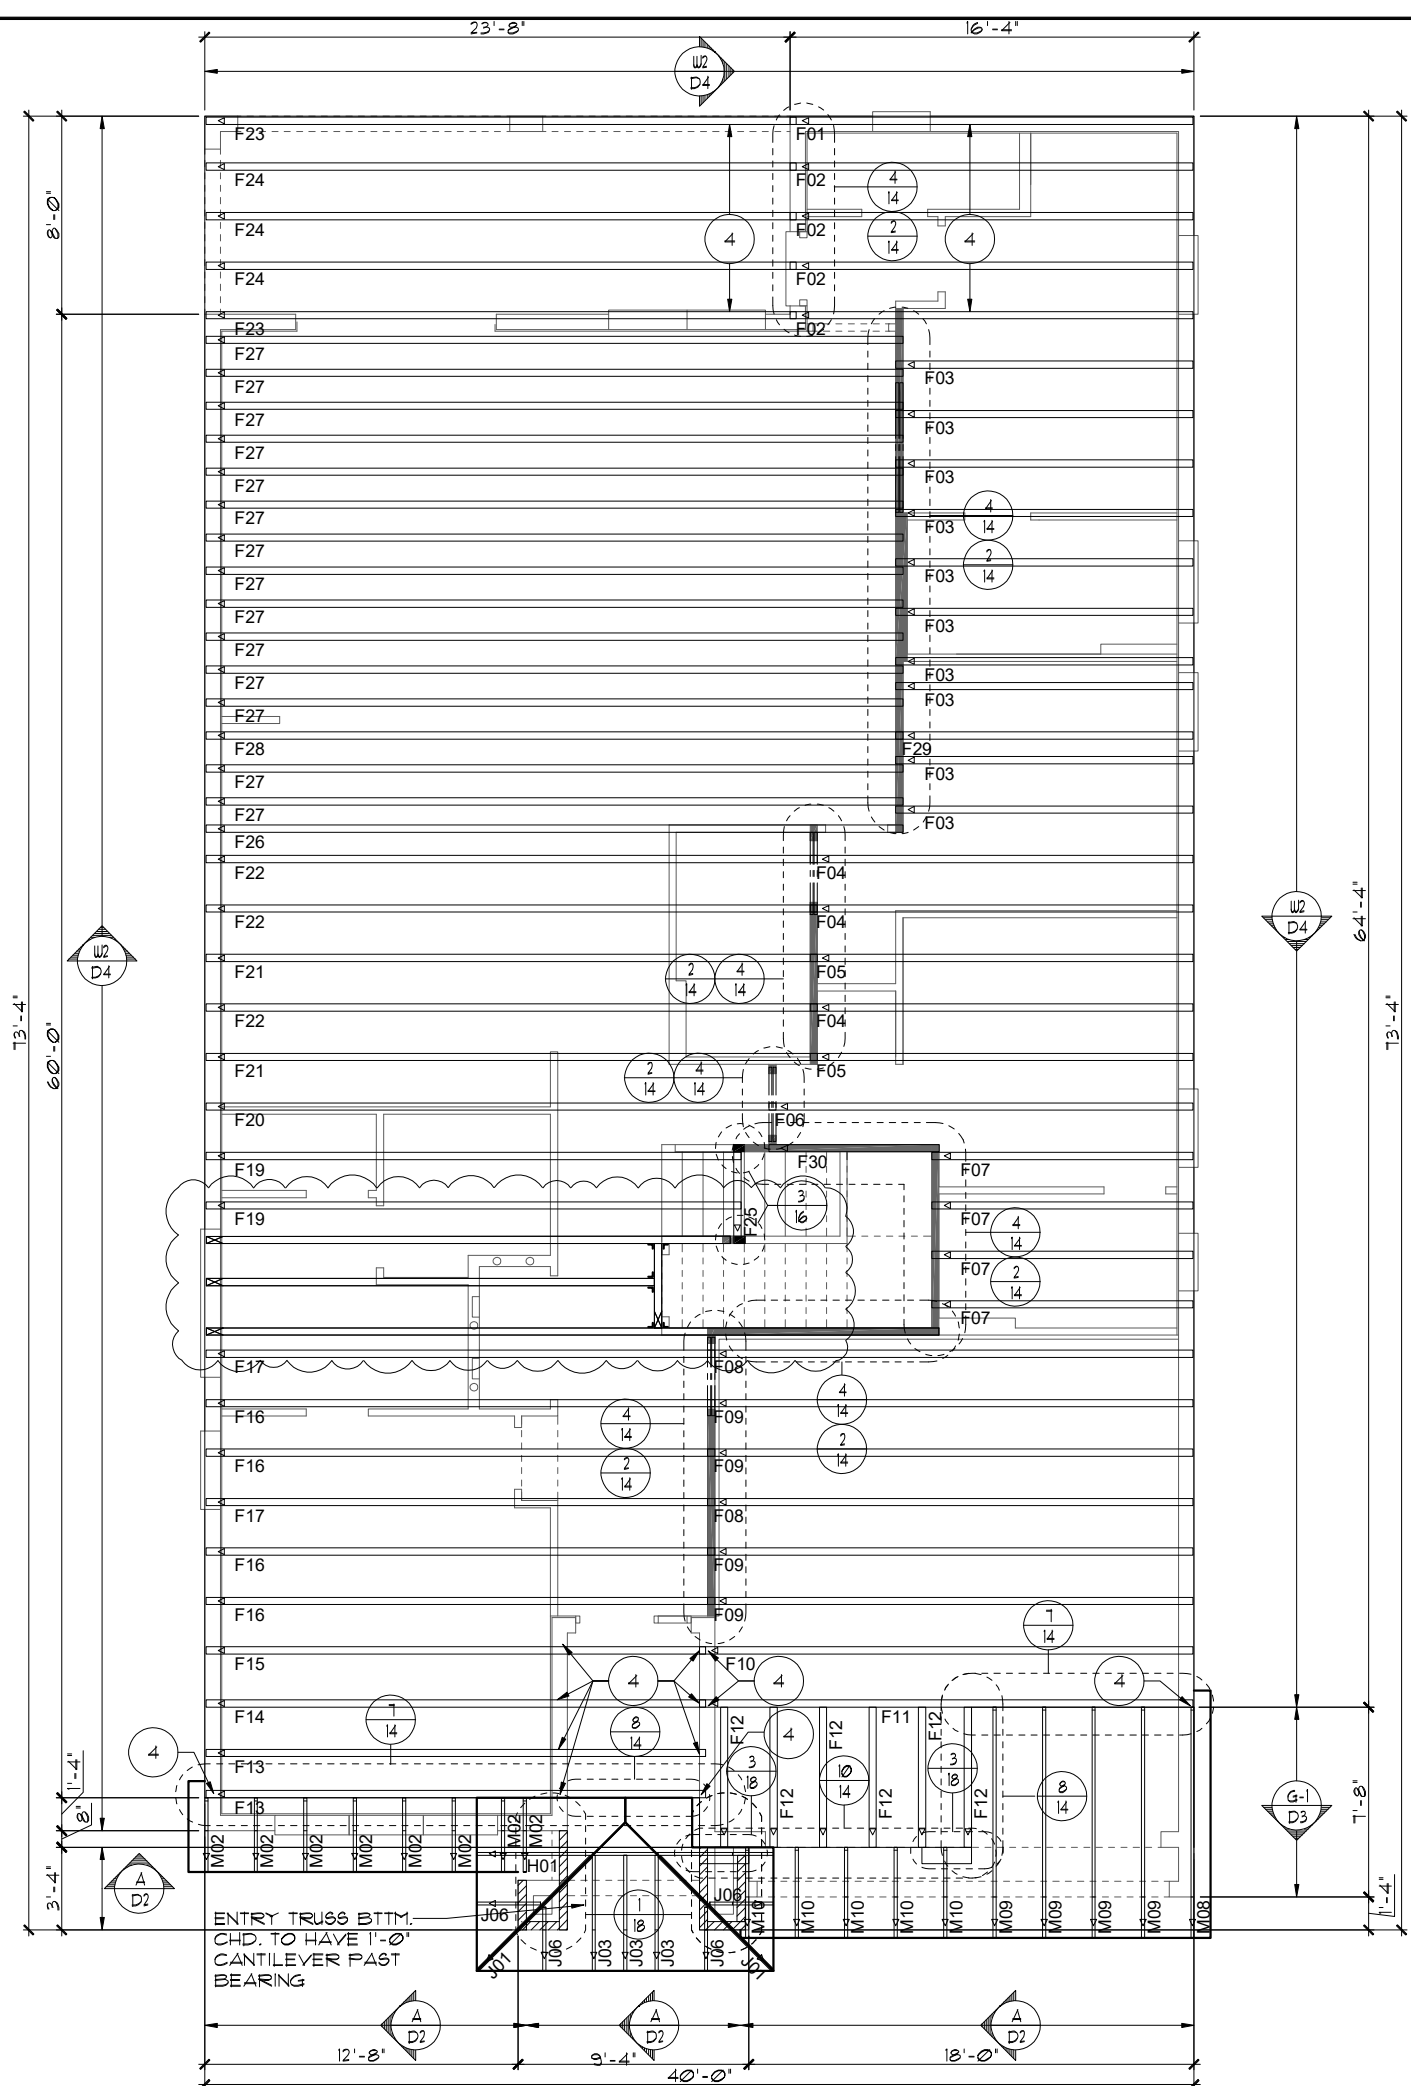 23'-8"
16'-4"
W2
D4
F23
F01
F24
F02
4
14
8'-0"
F24
F02
2
14
4
4
F24
F02
F23
F02
F27
F03
F27
F27
F03
F27
F03
F27
F27
F03
4
14
F27
F03
2
14
F27
F27
F03
F27
F27
F03
F03
F27
F28
F29
F27
F03
F27
F03
F26
F22
F04
64'-4"
W2
D4
F22
F04
W2
D4
F21
F05
2
14
4
14
73'-4"
60'-0"
73'-4"
F22
F04
F21
F05
2
14
4
14
F20
F06
F19
F30
F07
3
16
F19
F25
F07
4
14
F07
2
14
F07
F17
F08
F16
F09
4
14
4
14
F16
F09
2
14
2
14
F17
F08
F16
F09
F16
F09
7
14
F15
F10
4
4
4
F14
7
14
8
14
F12
F12
F11
F12
4
4
F13
3
18
10
14
3
18
8
14
1'-4"
F13
F12
F12
F12
G-1
D3
7'-8"
8"
M02
M02
M02
M02
M02
M02
M02
M02
H01
3'-4"
A
D2
J06
J06
1
18
M10
M10
M10
M10
M10
M09
M09
M09
M09
M08
1'-4"
ENTRY TRUSS BTTM.
CHD. TO HAVE 1'-0"
CANTILEVER PAST
BEARING
J01
J06
J03
J03
J03
J06
J01
A
D2
A
D2
A
D2
12'-8"
9'-4"
18'-0"
40'-0"